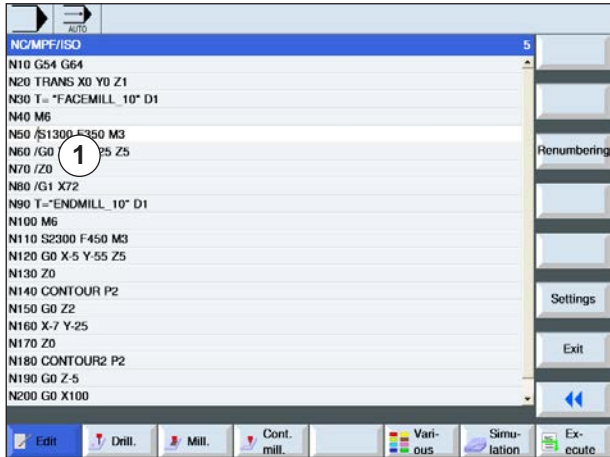 AUTO
NC/MPF/ISO 5
N10 G54 G64
N20 TRANS X0 Y0 Z1
N30 T= "FACEMILL_10" D1
N40 M6
N50 /S1300 F350 M3
N60 /G0 25 Z5
1
N70 /Z0
N80 /G1 X72
N90 T="ENDMILL_10" D1
N100 M6
N110 S2300 F450 M3
N120 G0 X-5 Y-55 Z5
N130 Z0
N140 CONTOUR P2
N150 G0 Z2
N160 X-7 Y-25
N170 Z0
N180 CONTOUR2 P2
N190 G0 Z-5
N200 G0 X100
Renumbering
Settings
Exit
Edit
Drill.
Mill.
Cont.
mill.
Vari-
ous
Simu-
lation
Ex-
ecute